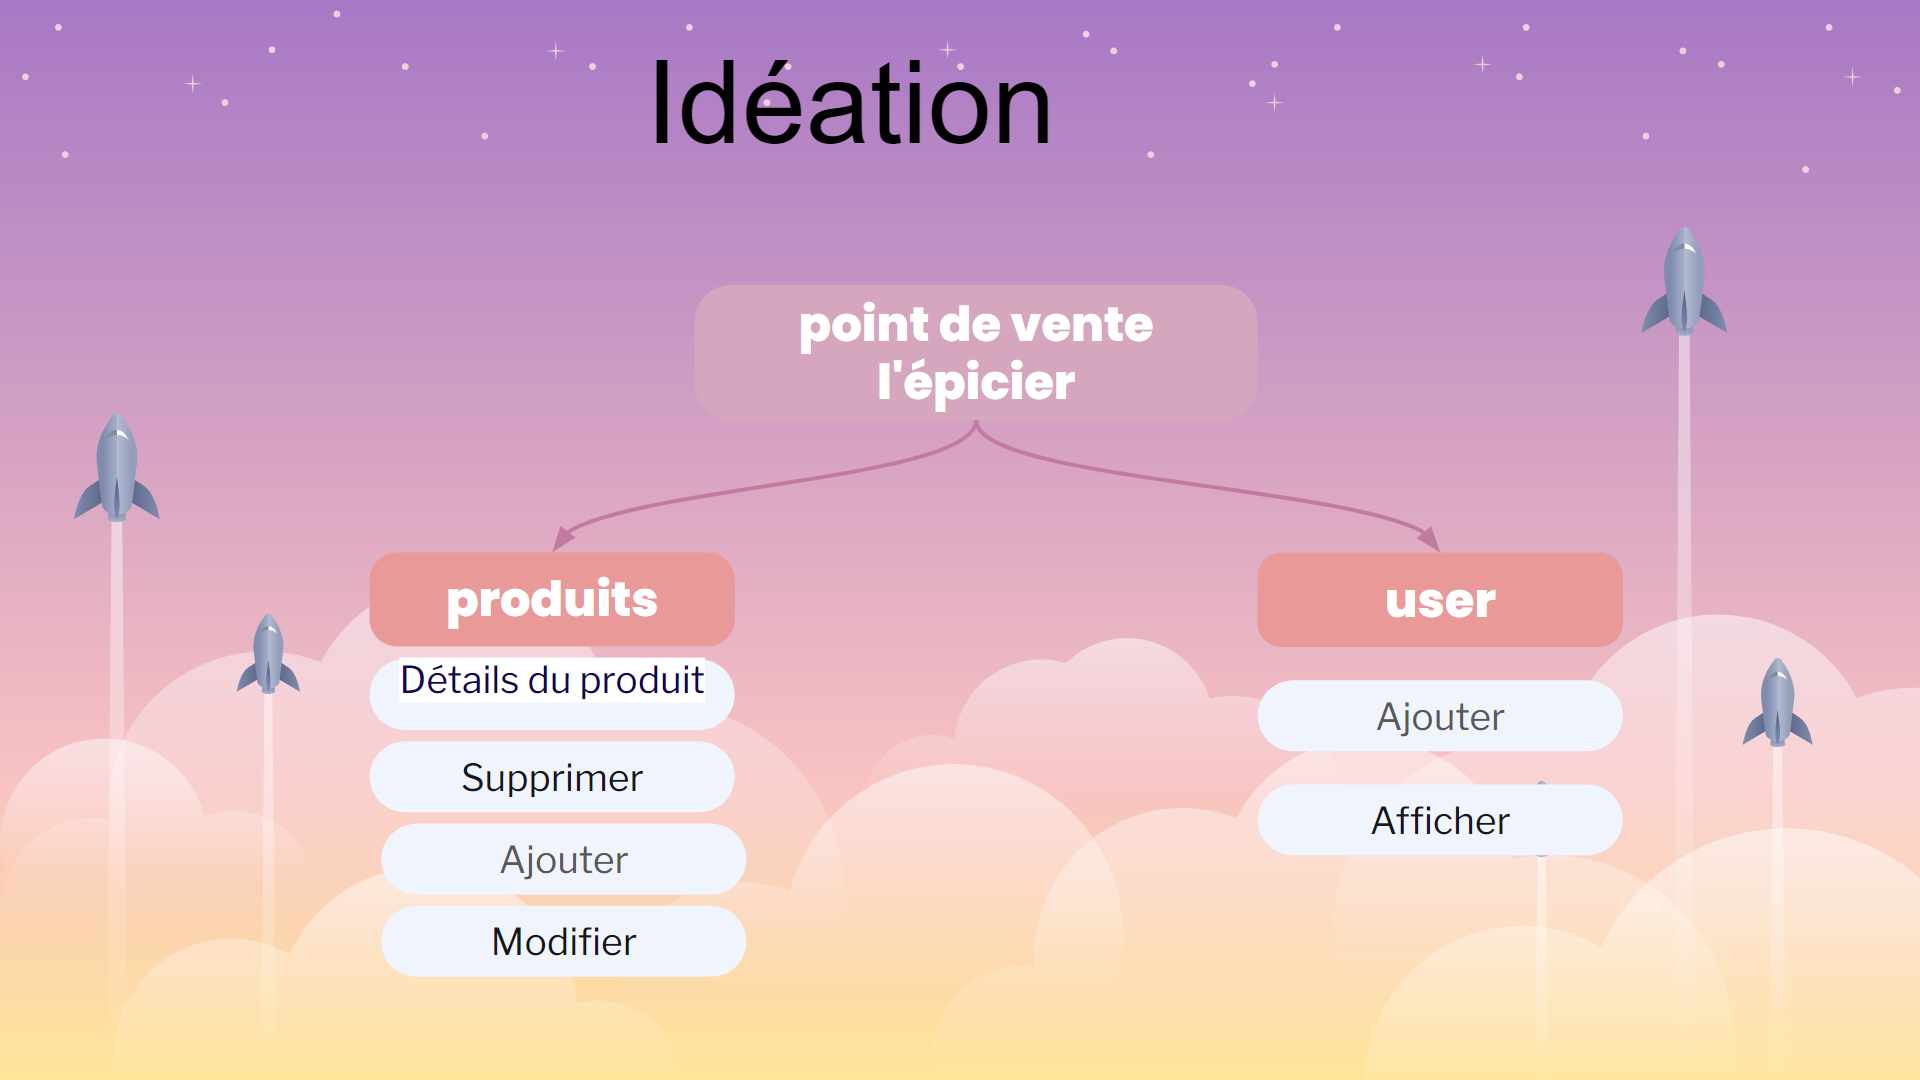 Idéation
point de vente
l'épicier
produits
Détails du produit
Supprimer
Ajouter
Modifier
user
Ajouter
Afficher